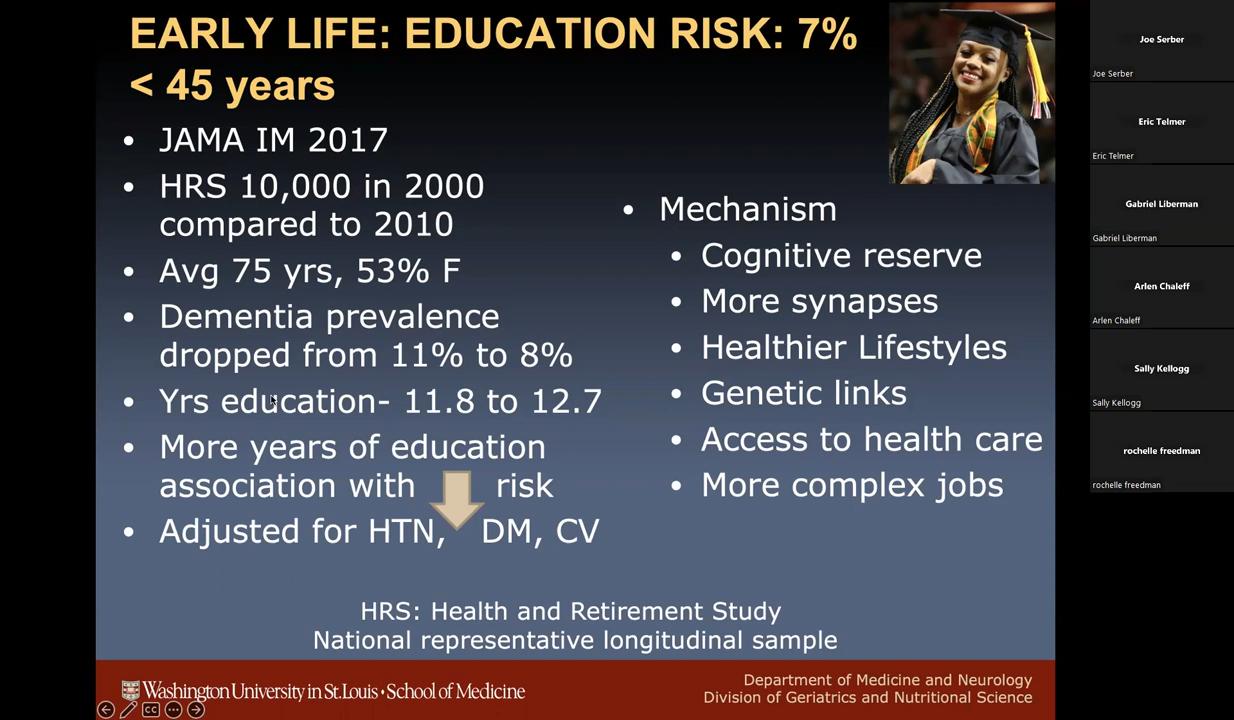 EARLY LIFE: EDUCATION RISK: 7%
< 45 years
• JAMA IM 2017
• HRS 10,000 in 2000
compared to 2010
• Avg 75 yrs, 53% F
• Dementia prevalence
dropped from 11% to 8%
• Yrs education- 11.8 to 12.7
• More years of education
association with risk
• Adjusted for HTN, DM, CV
• Mechanism
• Cognitive reserve
• More synapses
• Healthier Lifestyles
• Genetic links
• Access to health care
• More complex jobs
HRS: Health and Retirement Study
National representative longitudinal sample
Washington University in St. Louis • School of Medicine
Department of Medicine and Neurology
Division of Geriatrics and Nutritional Science
CC
Joe Serber
Joe Serber
Eric Telmer
Eric Telmer
Gabriel Liberman
Gabriel Liberman
Arlen Chaleff
Arlen Chaleff
Sally Kellogg
Sally Kellogg
rochelle freedman
rochelle freedman